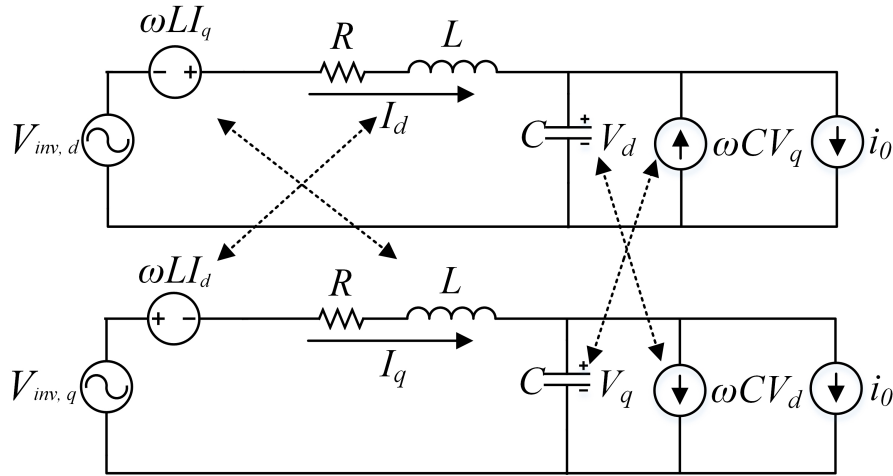 ωLI_q
R
L
V_inv, d
I_d
C
+
−
V_d
ωCV_q
i_0
− +
ωLI_d
R
L
V_inv, q
I_q
C
+
−
V_q
ωCV_d
i_0
+ −